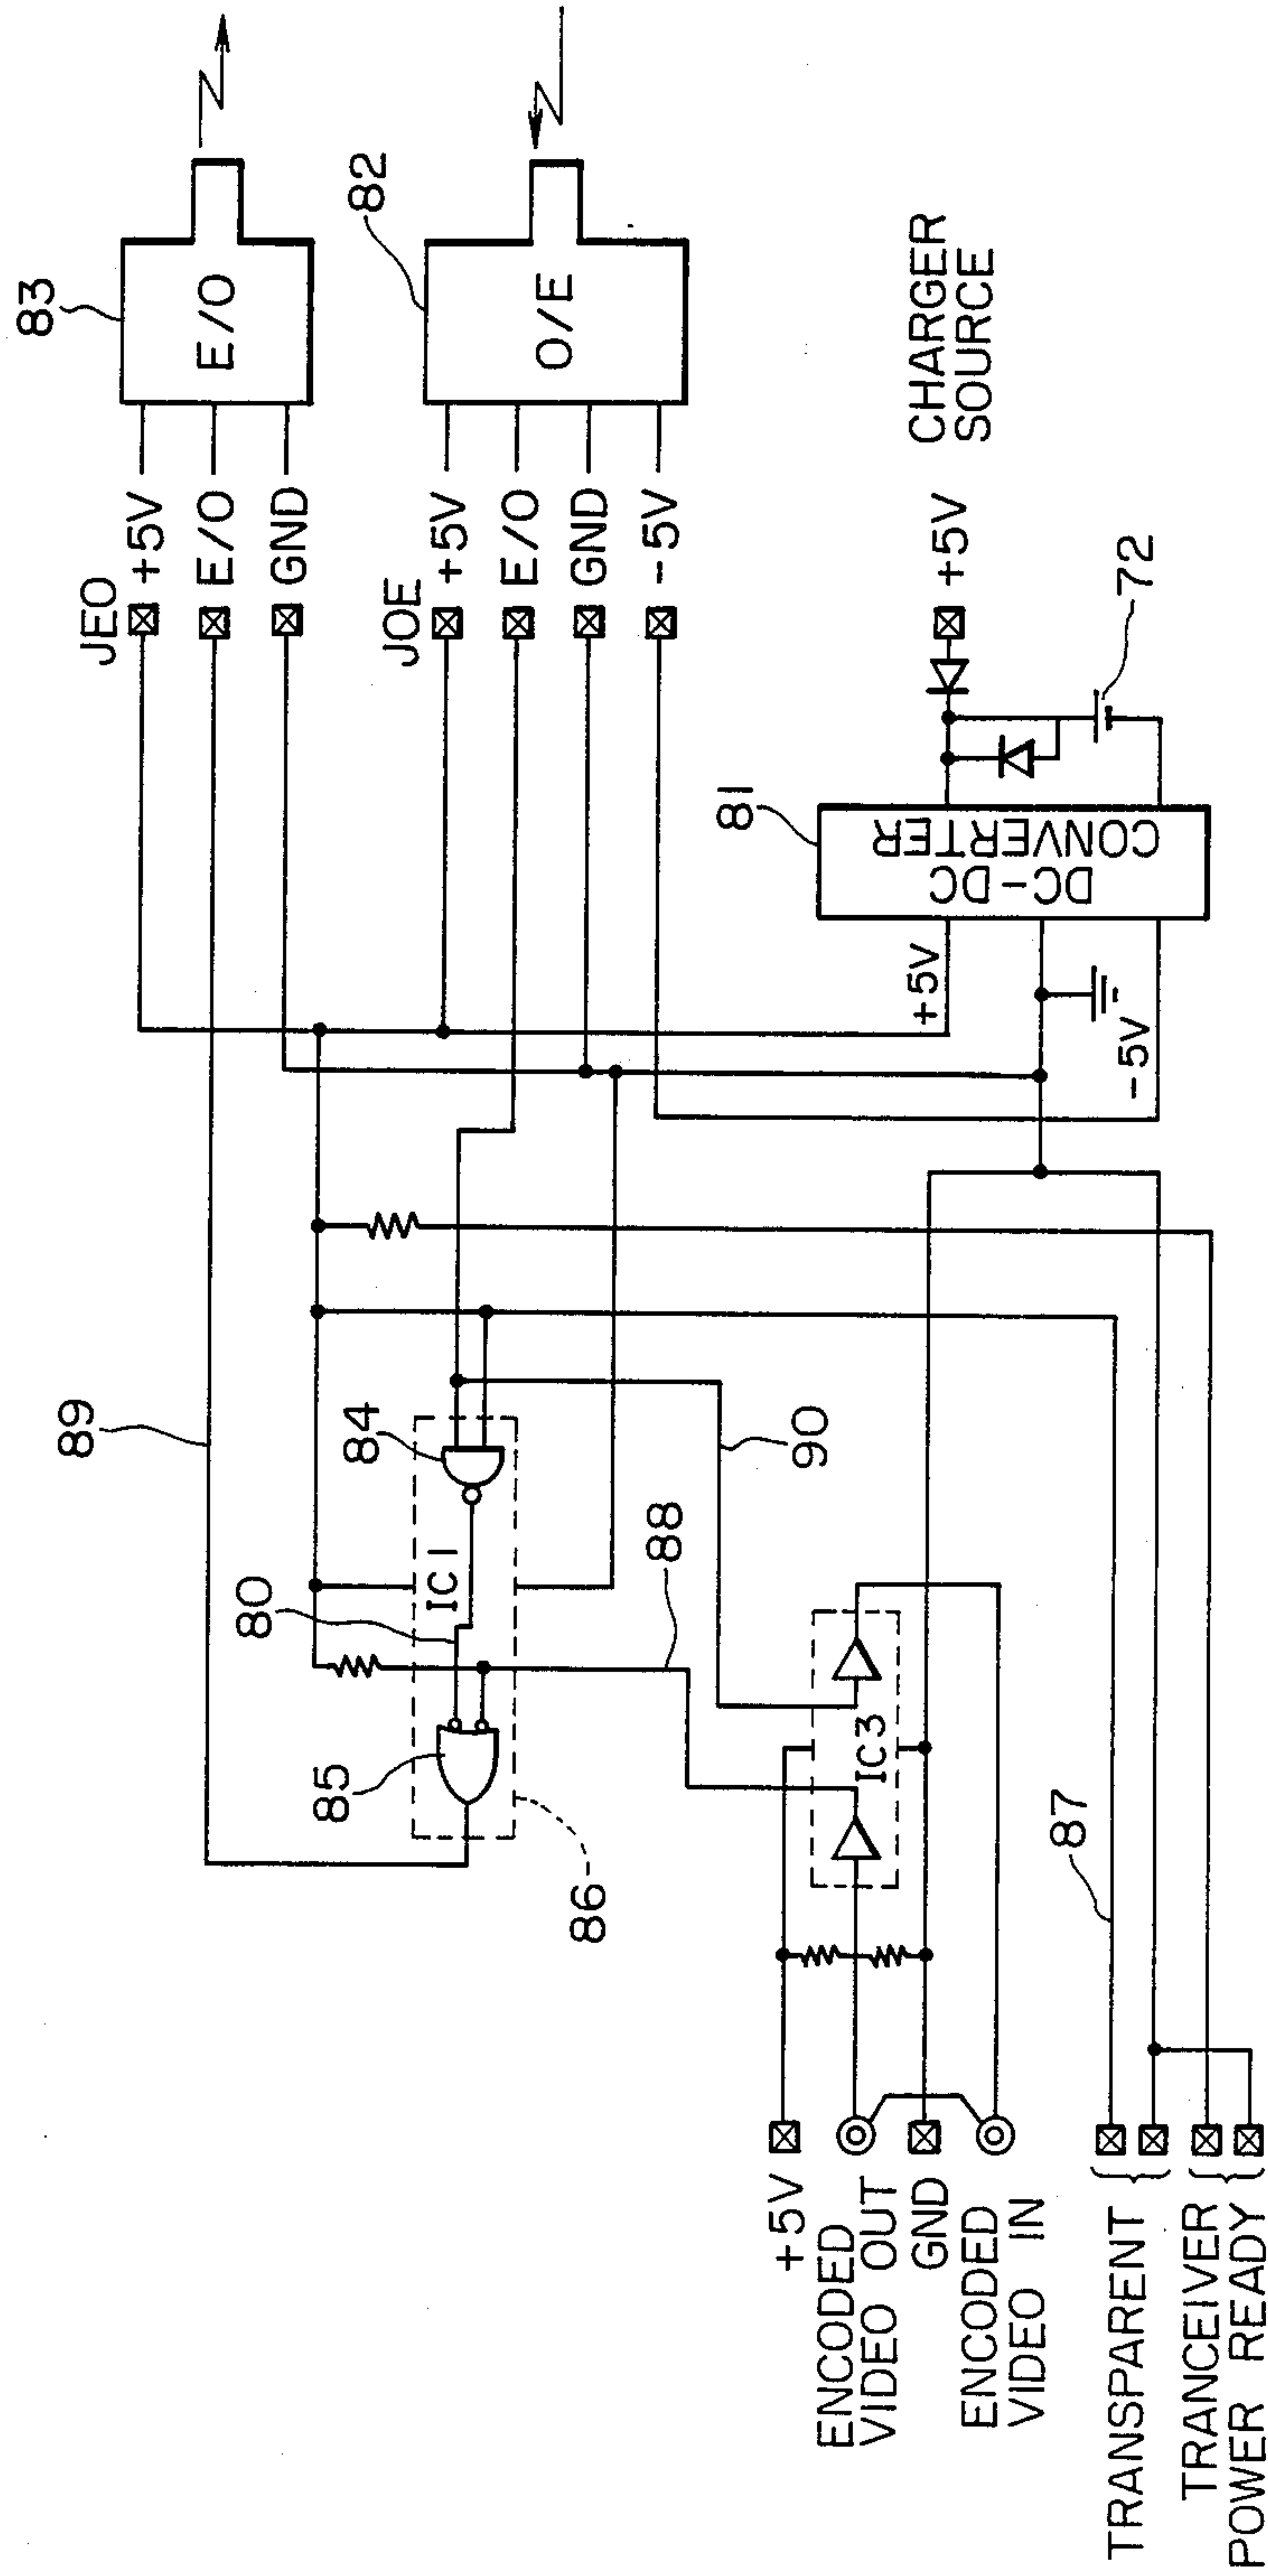 83
E/O
82
O/E
JEO
+5V
E/O
GND
JOE
+5V
E/O
GND
-5V
CHARGER
SOURCE
+5V
72
81
DC-DC
CONVERTER
+5V
-5V
89
84
90
80
IC1
88
85
86
IC3
87
+5V
ENCODED
VIDEO OUT
GND
ENCODED
VIDEO IN
TRANSPARENT
TRANCEIVER
POWER READY